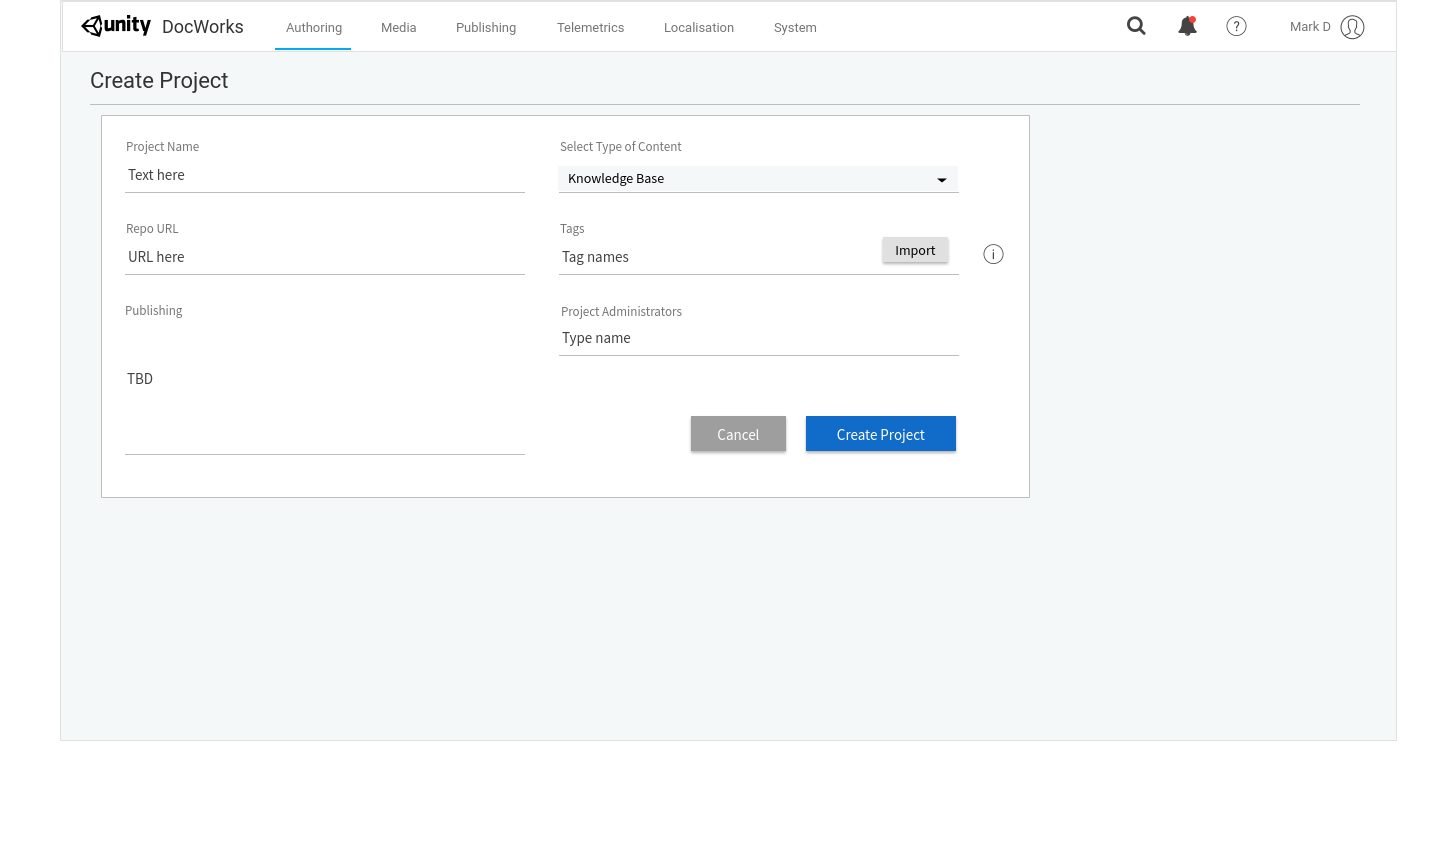 unity DocWorks Authoring Media Publishing Telemetrics Localisation System ? Mark D
Create Project
Project Name Select Type of Content
Text here Knowledge Base
Repo URL Tags
URL here Tag names Import i
Publishing Project Administrators
Type name
TBD
Cancel Create Project